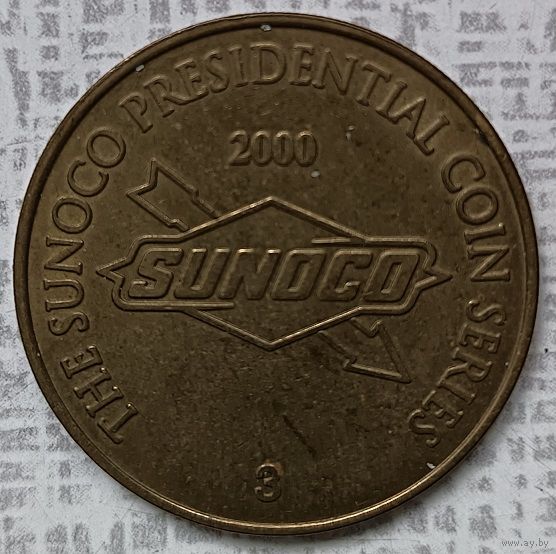 THE SUNOCO PRESIDENTIAL COIN SERIES
2000
SUNOCO
3
www.ay.by